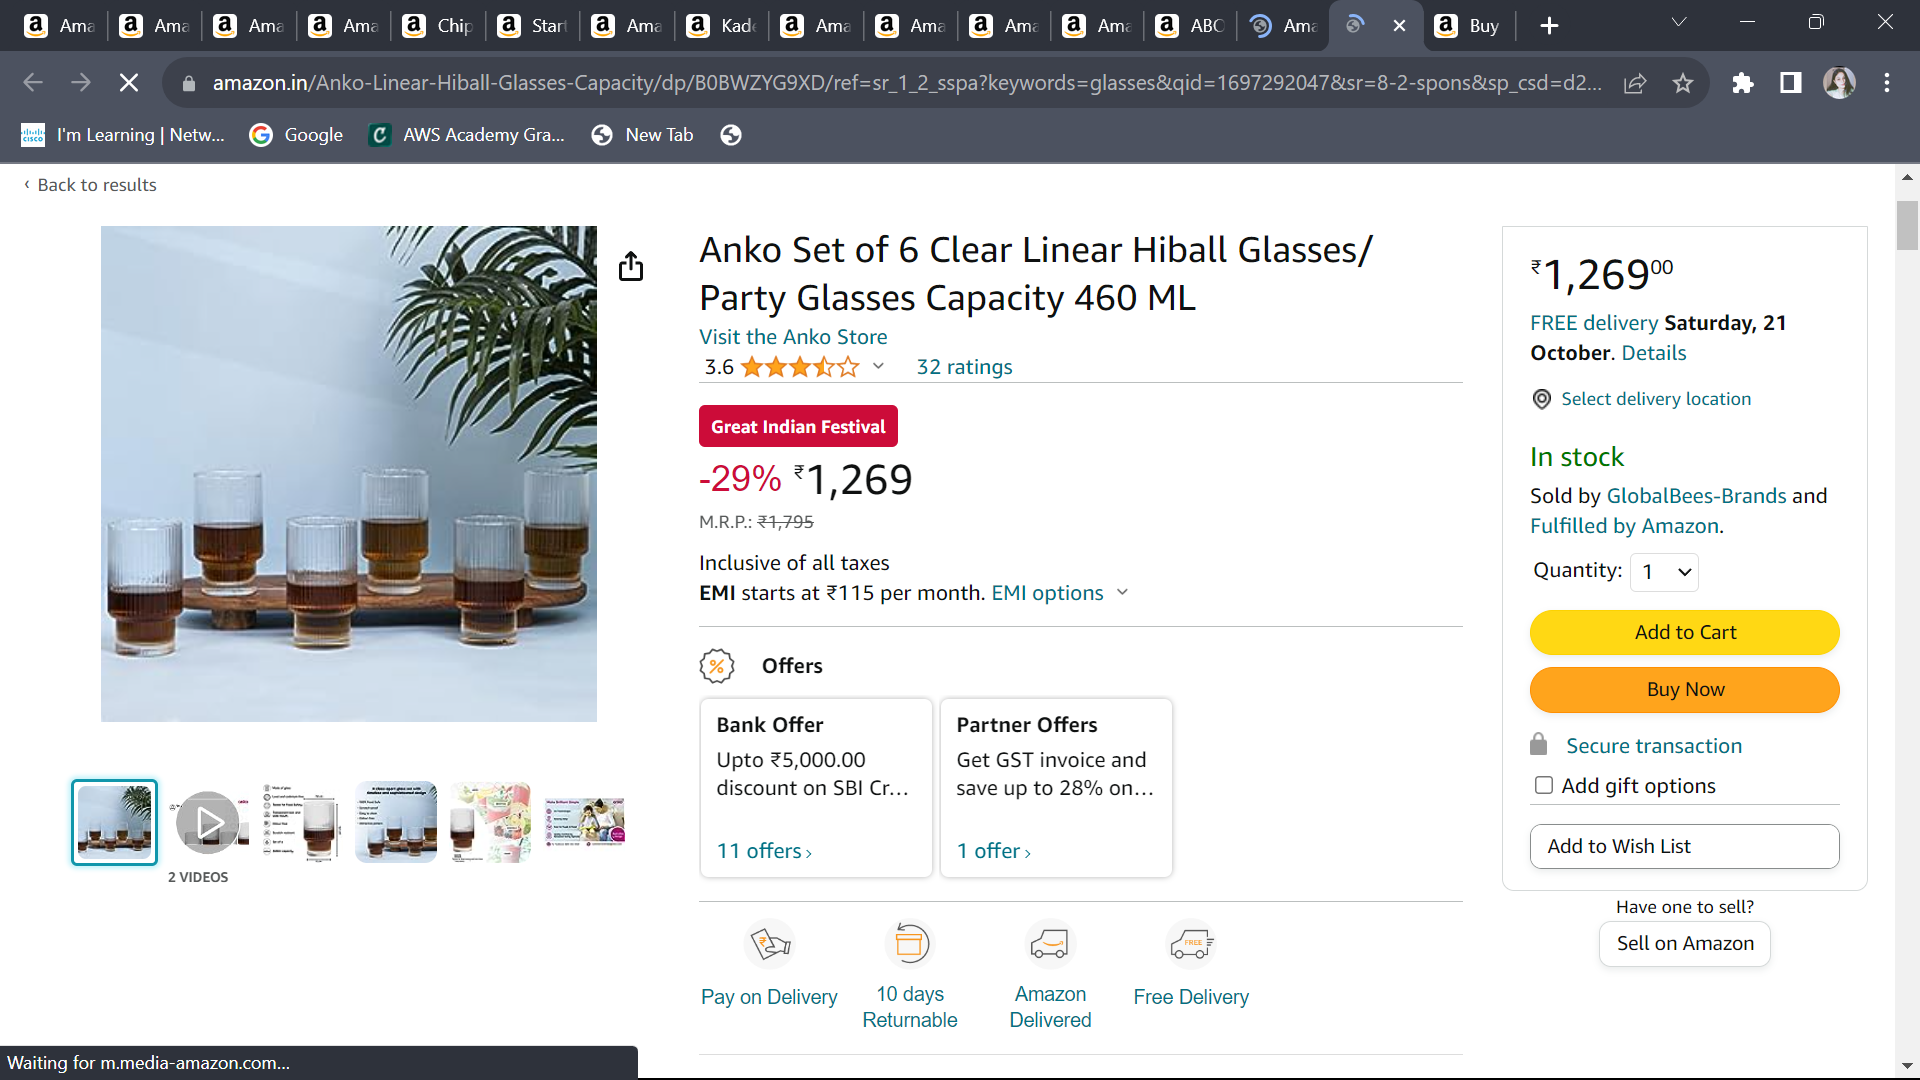 Ama
Ama
Ama
Ama
Chip
Start
Ama
Kade
Ama
Ama
Ama
Ama
ABO
Ama
Buy
amazon.in/Anko-Linear-Hiball-Glasses-Capacity/dp/B0BWZYG9XD/ref=sr_1_2_sspa?keywords=glasses&qid=1697292047&sr=8-2-spons&sp_csd=d2...
I'm Learning | Netw...
Google
AWS Academy Gra...
New Tab
‹ Back to results
Anko Set of 6 Clear Linear Hiball Glasses/
Party Glasses Capacity 460 ML
Visit the Anko Store
3.6
32 ratings
Great Indian Festival
-29% ₹1,269
M.R.P.: ₹1,795
Inclusive of all taxes
EMI starts at ₹115 per month. EMI options
Offers
Bank Offer
Upto ₹5,000.00
discount on SBI Cr...
11 offers ›
Partner Offers
Get GST invoice and
save up to 28% on...
1 offer ›
Pay on Delivery
10 days
Returnable
Amazon
Delivered
FREE
Free Delivery
2 VIDEOS
₹1,26900
FREE delivery Saturday, 21
October. Details
Select delivery location
In stock
Sold by GlobalBees-Brands and
Fulfilled by Amazon.
Quantity: 1
Add to Cart
Buy Now
Secure transaction
Add gift options
Add to Wish List
Have one to sell?
Sell on Amazon
Waiting for m.media-amazon.com...